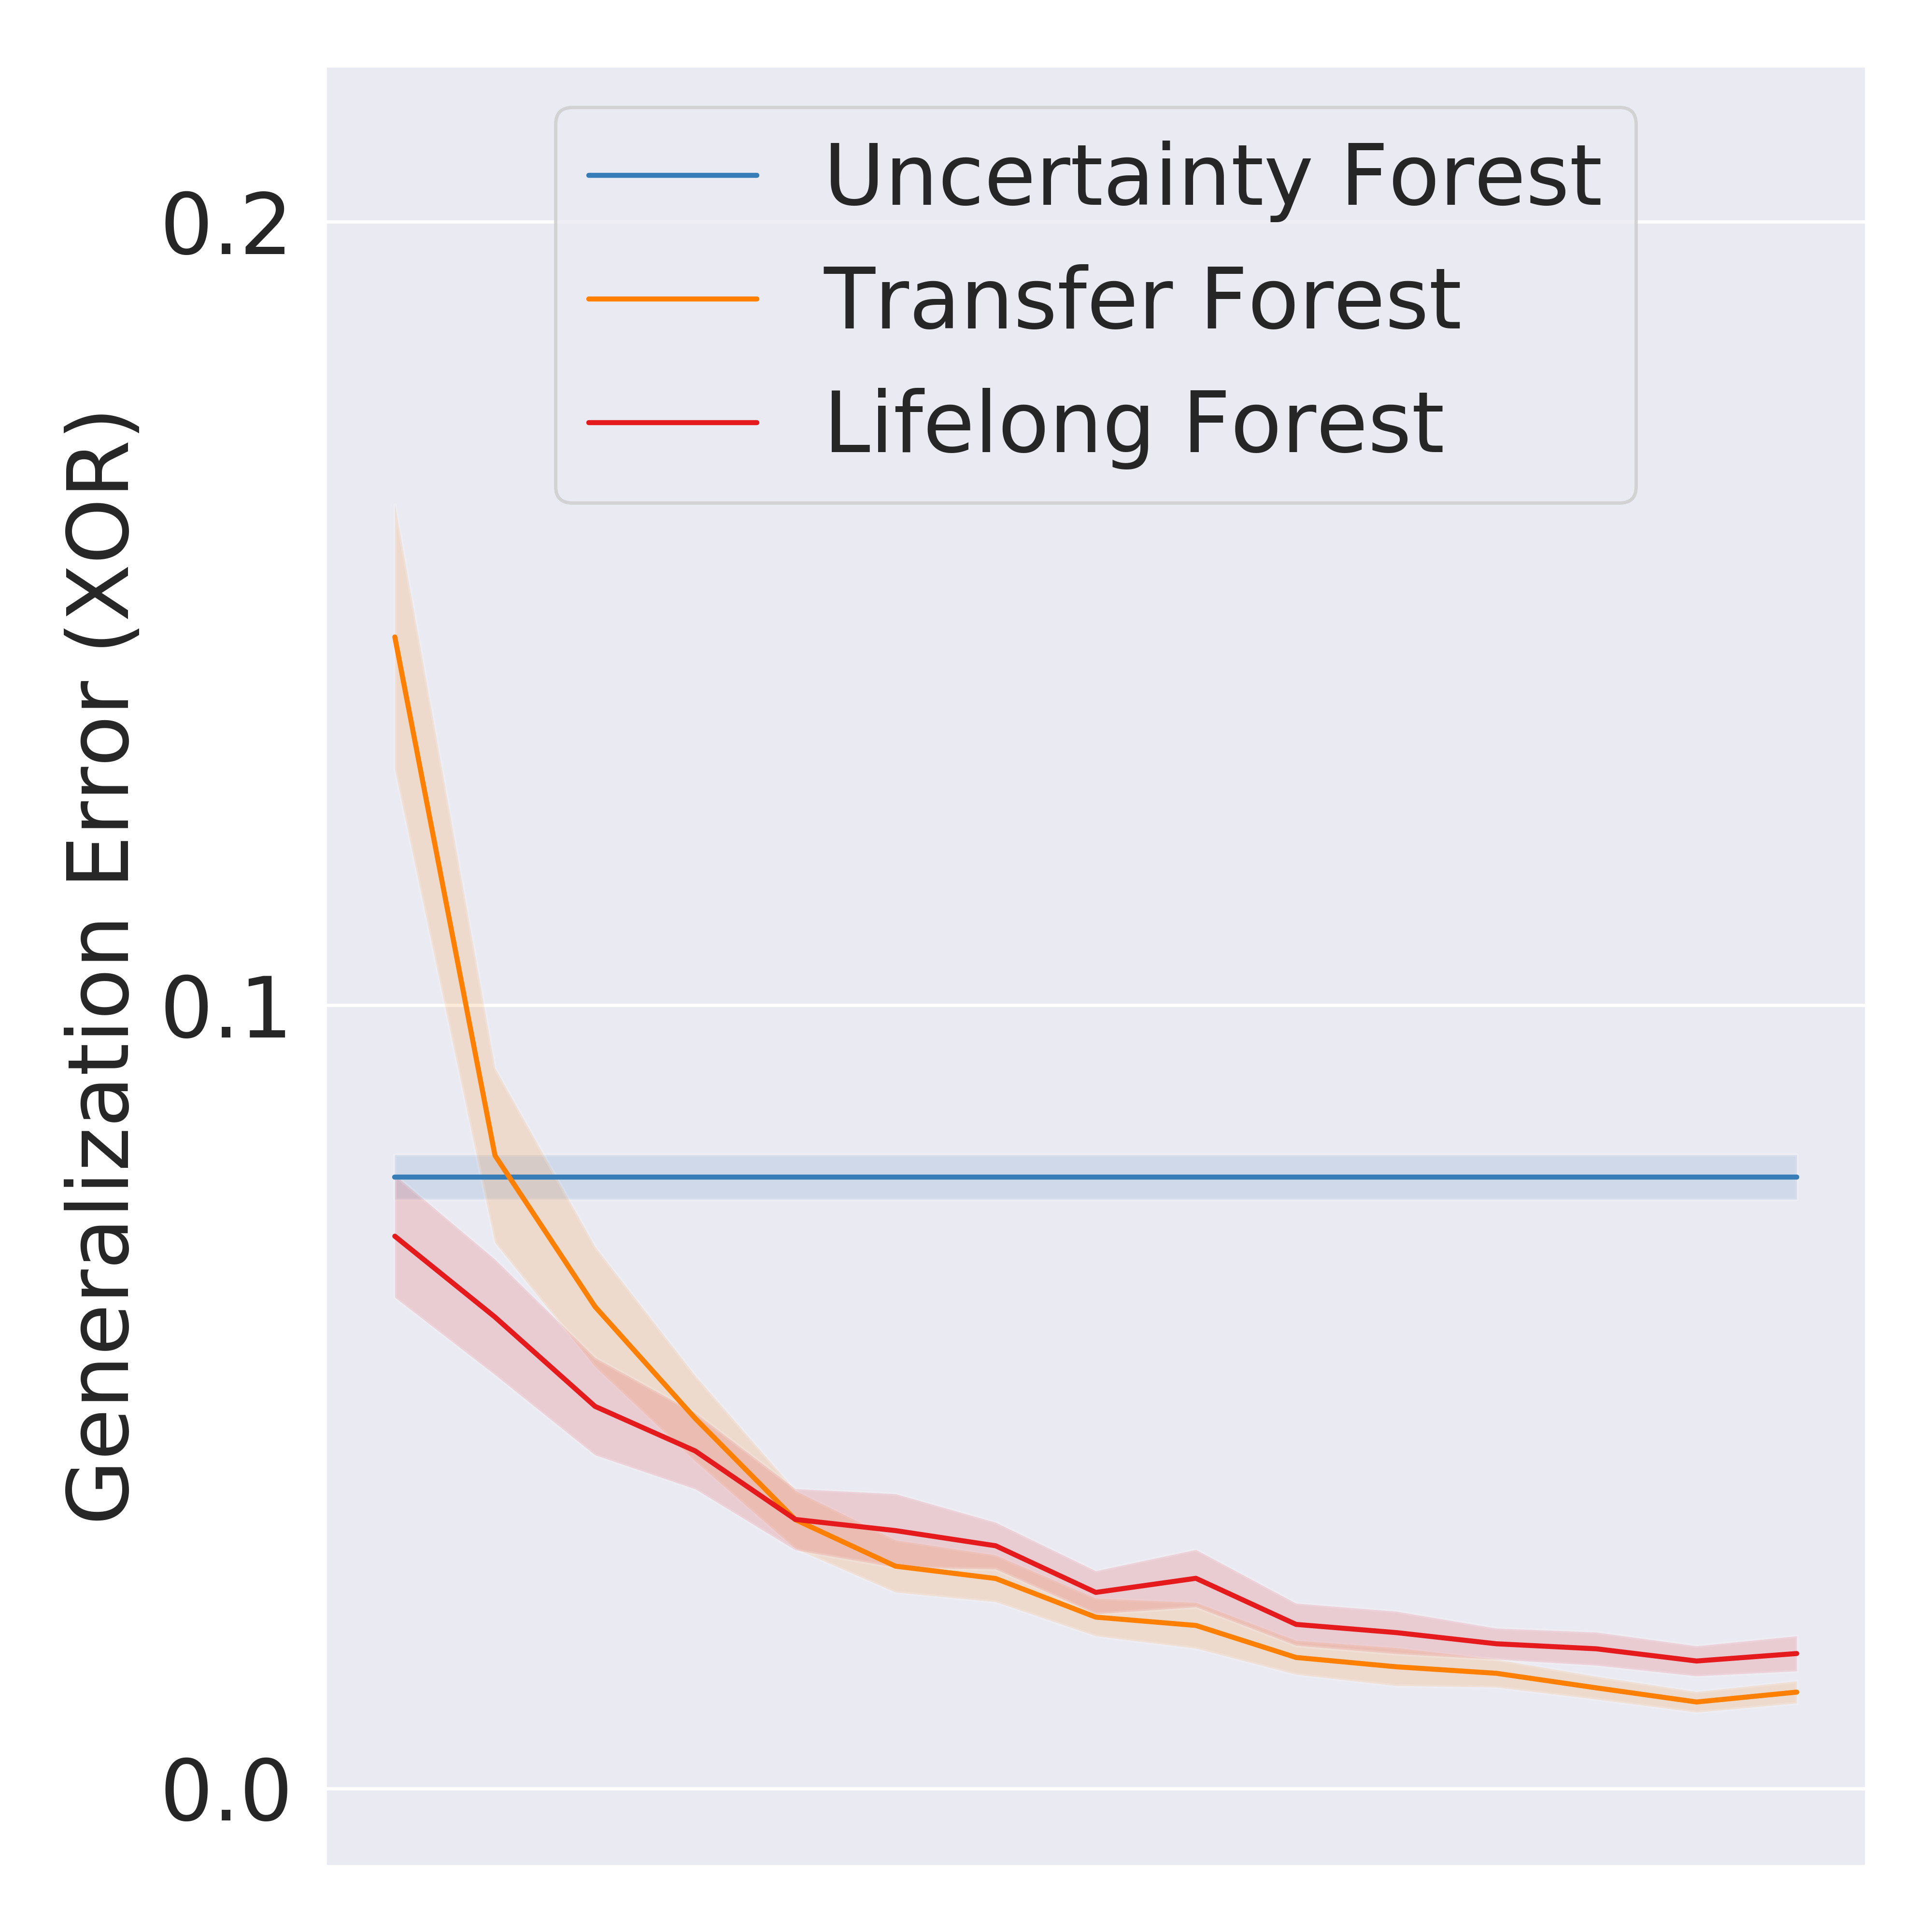 Generalization Error (XOR)
0.2
0.1
0.0
Uncertainty Forest
Transfer Forest
Lifelong Forest